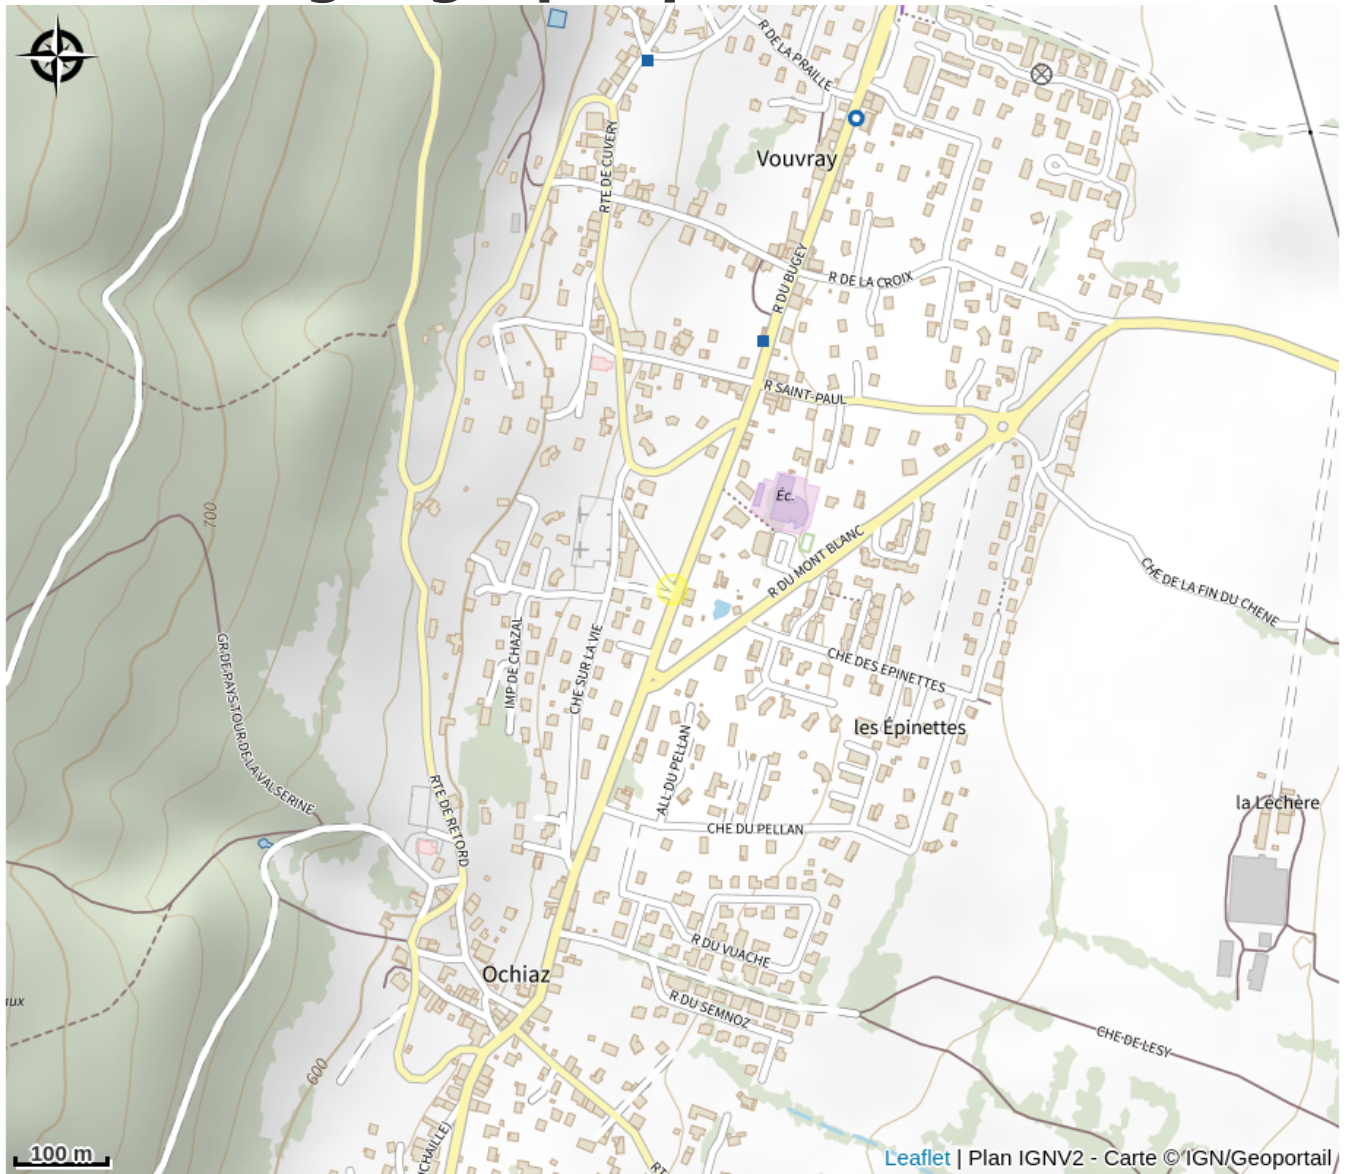 R DE LA PRAILLE
Vouvray
RTE DE CUVERY
R DU BUGEY
R DE LA CROIX
R SAINT-PAUL
Éc.
700
R DU MONT BLANC
CHE DE LA FIN DU CHENE
GR DE PAYS TOUR DE LA VALSERINE
IMP DE CHAZAL
CHE SUR LA VIE
CHE DES EPINETTES
les Épinettes
ALL DU PELLAN
RTE DE RETORD
CHE DU PELLAN
la Léchère
R DU VUACHE
Ochiaz
R DU SEMNOZ
CHE DE LESY
600
100 m
Leaflet | Plan IGNV2 - Carte © IGN/Geoportail